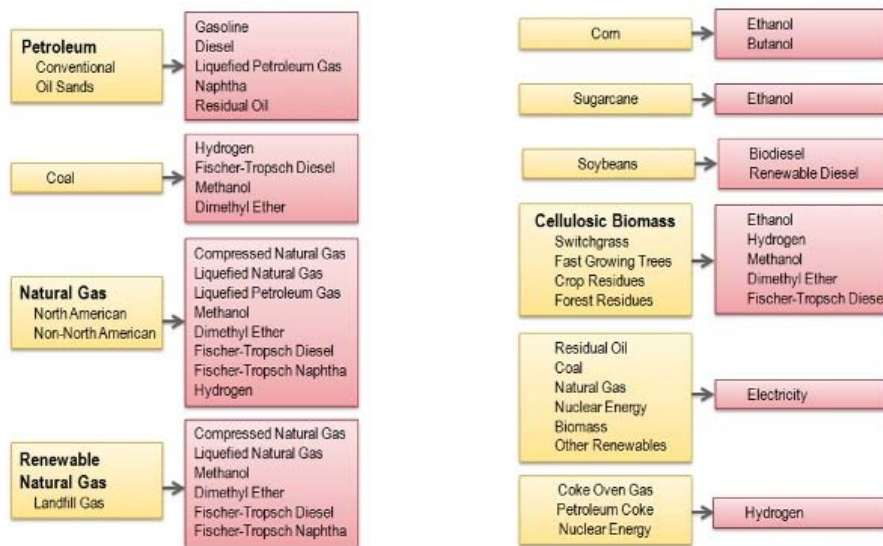 Petroleum
Conventional
Oil Sands
Gasoline
Diesel
Liquefied Petroleum Gas
Naphtha
Residual Oil
Coal
Hydrogen
Fischer-Tropsch Diesel
Methanol
Dimethyl Ether
Natural Gas
North American
Non-North American
Compressed Natural Gas
Liquefied Natural Gas
Liquefied Petroleum Gas
Methanol
Dimethyl Ether
Fischer-Tropsch Diesel
Fischer-Tropsch Naphtha
Hydrogen
Renewable
Natural Gas
Landfill Gas
Compressed Natural Gas
Liquefied Natural Gas
Methanol
Dimethyl Ether
Fischer-Tropsch Diesel
Fischer-Tropsch Naphtha
Corn
Ethanol
Butanol
Sugarcane
Ethanol
Soybeans
Biodiesel
Renewable Diesel
Cellulosic Biomass
Switchgrass
Fast Growing Trees
Crop Residues
Forest Residues
Ethanol
Hydrogen
Methanol
Dimethyl Ether
Fischer-Tropsch Diesel
Residual Oil
Coal
Natural Gas
Nuclear Energy
Biomass
Other Renewables
Electricity
Coke Oven Gas
Petroleum Coke
Nuclear Energy
Hydrogen